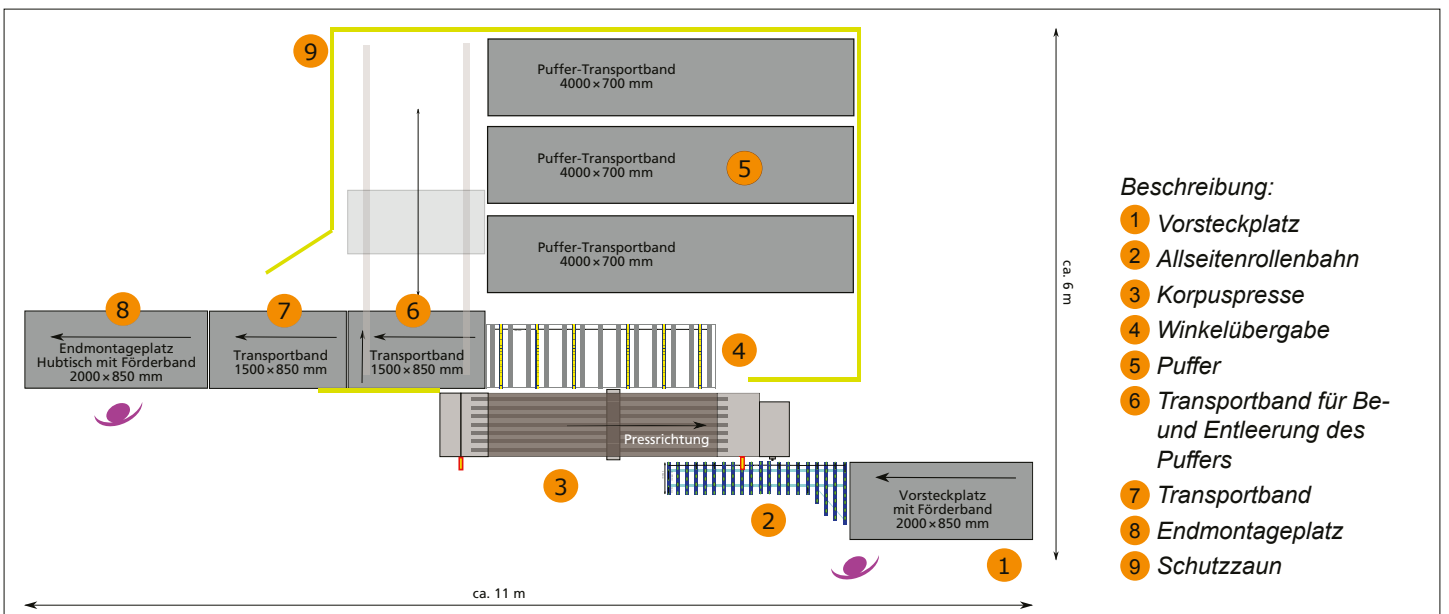 9
Puffer-Transportband
4000 × 700 mm
Puffer-Transportband
4000 × 700 mm
5
Puffer-Transportband
4000 × 700 mm
ca. 6 m
8
7
6
Endmontageplatz
Hubtisch mit Förderband
2000 × 850 mm
Transportband
1500 × 850 mm
Transportband
1500 × 850 mm
4
Pressrichtung
3
2
Vorsteckplatz
mit Förderband
2000 × 850 mm
1
ca. 11 m
Beschreibung:
1 Vorsteckplatz
2 Allseitenrollenbahn
3 Korpuspresse
4 Winkelübergabe
5 Puffer
6 Transportband für Be-
und Entleerung des
Puffers
7 Transportband
8 Endmontageplatz
9 Schutzzaun